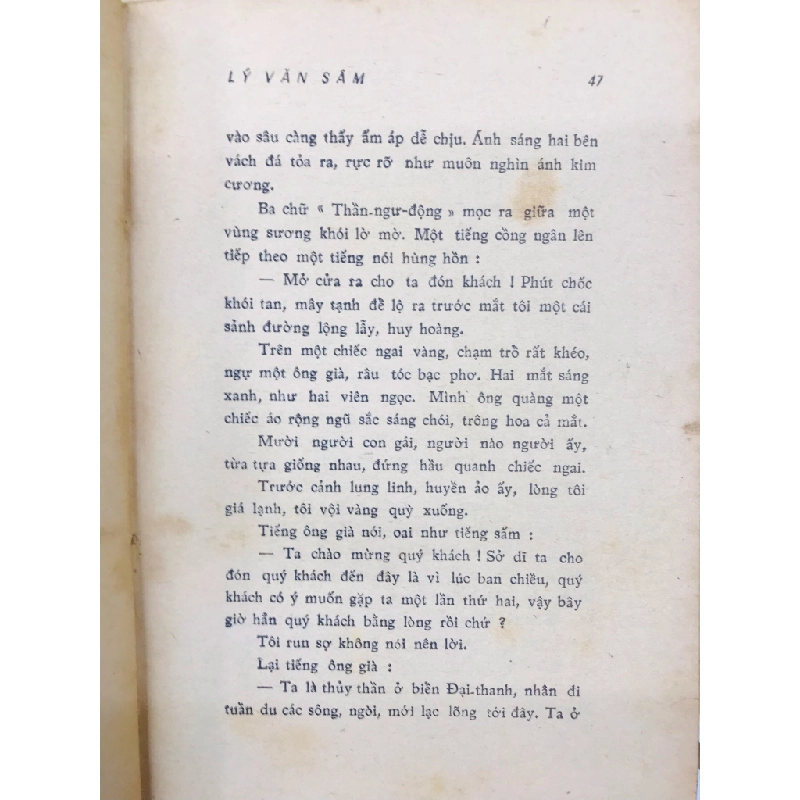 LÝ VĂN SÂM 47
vào sâu càng thấy ấm áp dễ chịu. Ánh sáng hai bên
vách đá tỏa ra, rực rỡ như muôn nghìn ánh kim
cương.
Ba chữ « Thần-ngư-động » mọc ra giữa một
vùng sương khói lờ mờ. Một tiếng cồng ngân lên
tiếp theo một tiếng nói hùng hồn :
— Mở cửa ra cho ta đón khách ! Phút chốc
khói tan, mây tạnh để lộ ra trước mắt tôi một cái
sảnh đường lộng lẫy, huy hoàng.
Trên một chiếc ngai vàng, chạm trồ rất khéo,
ngự một ông già, râu tóc bạc phơ. Hai mắt sáng
xanh, như hai viên ngọc. Mình ông quàng một
chiếc áo rộng ngũ sắc sáng chói, trông hoa cả mắt.
Mười người con gái, người nào người ấy,
tựa tựa giống nhau, đứng hầu quanh chiếc ngai.
Trước cảnh lung linh, huyền ảo ấy, lòng tôi
giá lạnh, tôi vội vàng quỳ xuống.
Tiếng ông già nói, oai như tiếng sấm :
— Ta chào mừng quý khách ! Sở dĩ ta cho
đón quý khách đến đây là vì lúc ban chiều, quý
khách có ý muốn gặp ta một lần thứ hai, vậy bây
giờ hẳn quý khách bằng lòng rồi chứ ?
Tôi run sợ không nói nên lời.
Lại tiếng ông già :
— Ta là thủy thần ở biển Đại-thanh, nhân đi
tuần du các sông, ngòi, mới lạc lõng tới đây. Ta ở